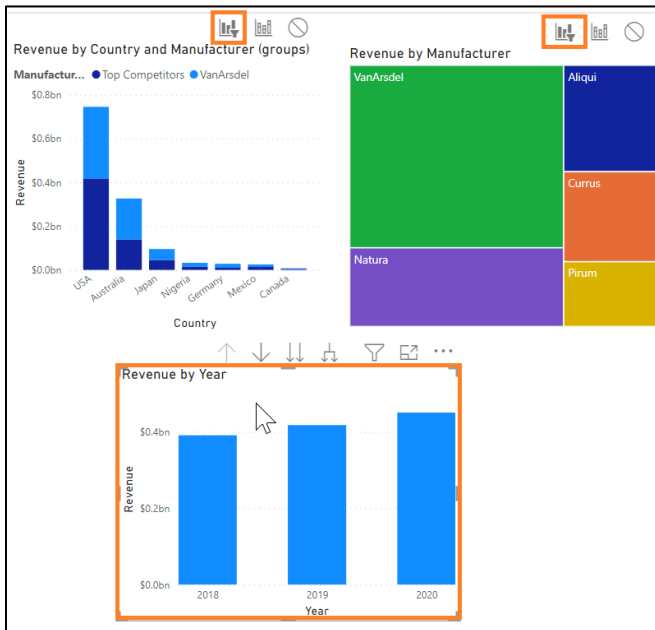 Revenue by Country and Manufacturer (groups)
Manufactur... Top Competitors VanArsdel
$0.8bn
$0.6bn
$0.4bn
$0.2bn
$0.0bn
Revenue
USA
Australia
Japan
Nigeria
Germany
Mexico
Canada
Country
Revenue by Manufacturer
VanArsdel
Aliqui
Currus
Natura
Pirum
Revenue by Year
$0.4bn
$0.2bn
$0.0bn
Revenue
2018 2019 2020
Year